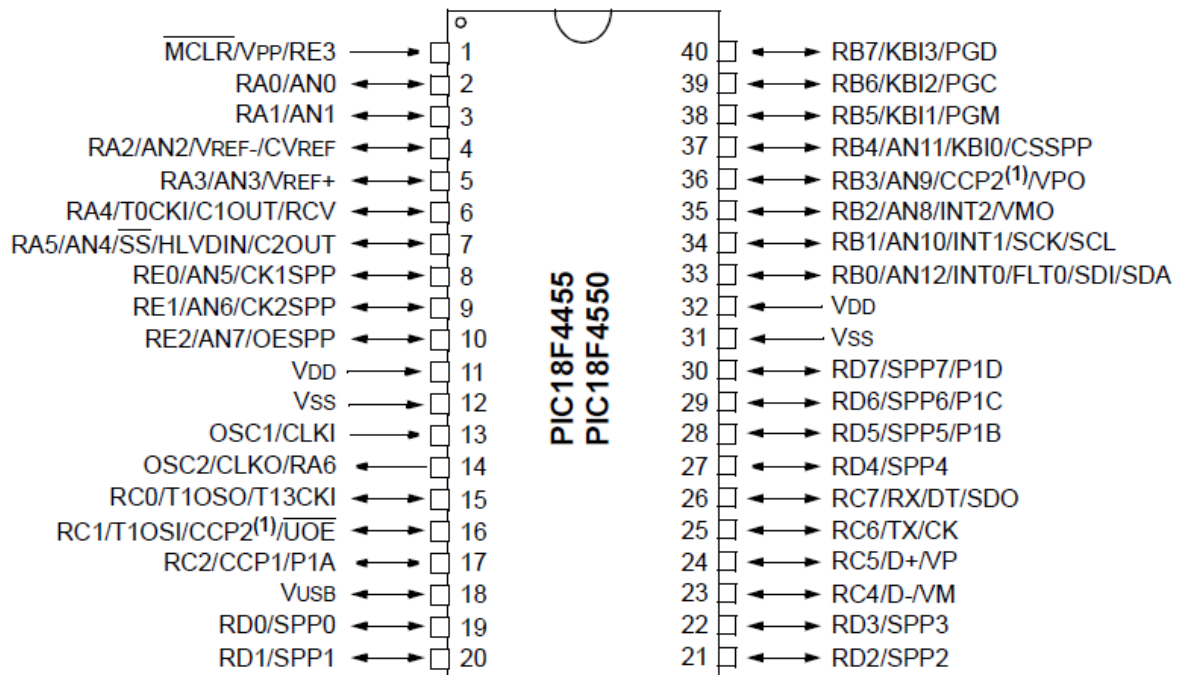 MCLR/VPP/RE3
RA0/AN0
RA1/AN1
RA2/AN2/VREF-/CVREF
RA3/AN3/VREF+
RA4/T0CKI/C1OUT/RCV
RA5/AN4/SS/HLVDIN/C2OUT
RE0/AN5/CK1SPP
RE1/AN6/CK2SPP
RE2/AN7/OESPP
VDD
VSS
OSC1/CLKI
OSC2/CLKO/RA6
RC0/T1OSO/T13CKI
RC1/T1OSI/CCP2(1)/UOE
RC2/CCP1/P1A
VUSB
RD0/SPP0
RD1/SPP1
1
2
3
4
5
6
7
8
9
10
11
12
13
14
15
16
17
18
19
20
PIC18F4455
PIC18F4550
40
39
38
37
36
35
34
33
32
31
30
29
28
27
26
25
24
23
22
21
RB7/KBI3/PGD
RB6/KBI2/PGC
RB5/KBI1/PGM
RB4/AN11/KBI0/CSSPP
RB3/AN9/CCP2(1)/VPO
RB2/AN8/INT2/VMO
RB1/AN10/INT1/SCK/SCL
RB0/AN12/INT0/FLT0/SDI/SDA
VDD
VSS
RD7/SPP7/P1D
RD6/SPP6/P1C
RD5/SPP5/P1B
RD4/SPP4
RC7/RX/DT/SDO
RC6/TX/CK
RC5/D+/VP
RC4/D-/VM
RD3/SPP3
RD2/SPP2